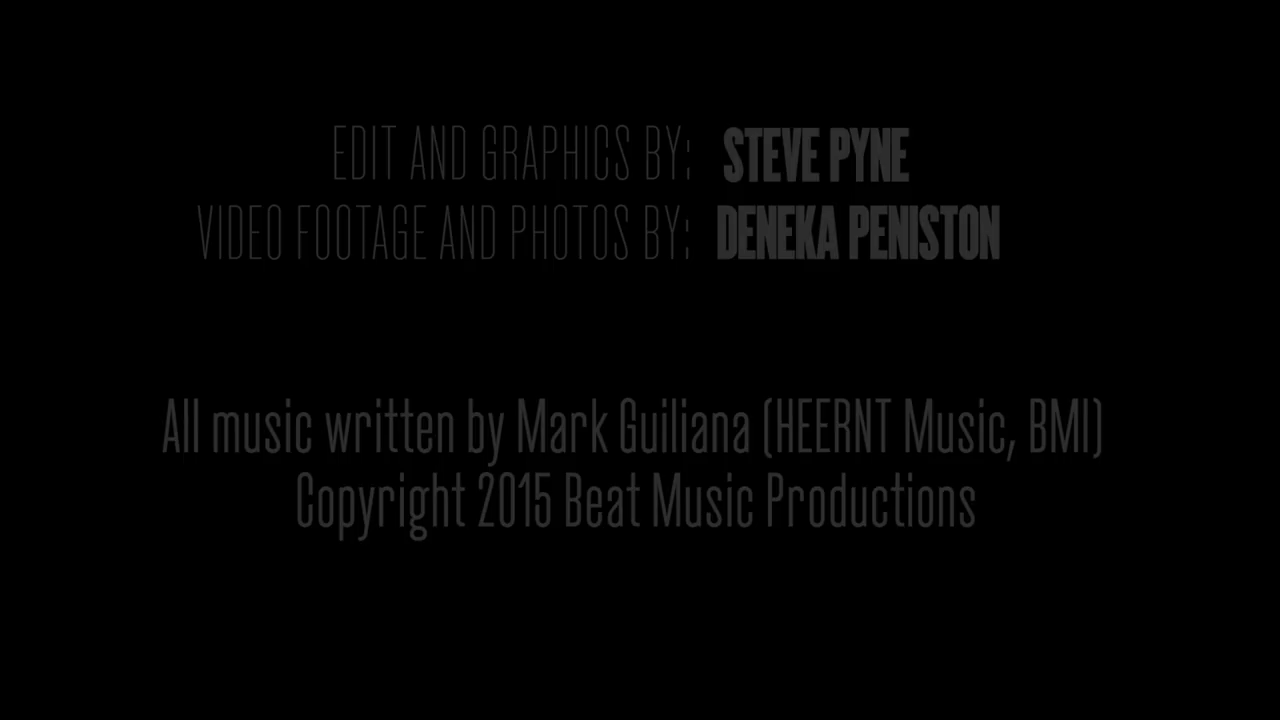 EDIT AND GRAPHICS BY: STEVE PYNE
VIDEO FOOTAGE AND PHOTOS BY: DENEKA PENISTON
All music written by Mark Guiliana (HEERNT Music, BMI)
Copyright 2015 Beat Music Productions